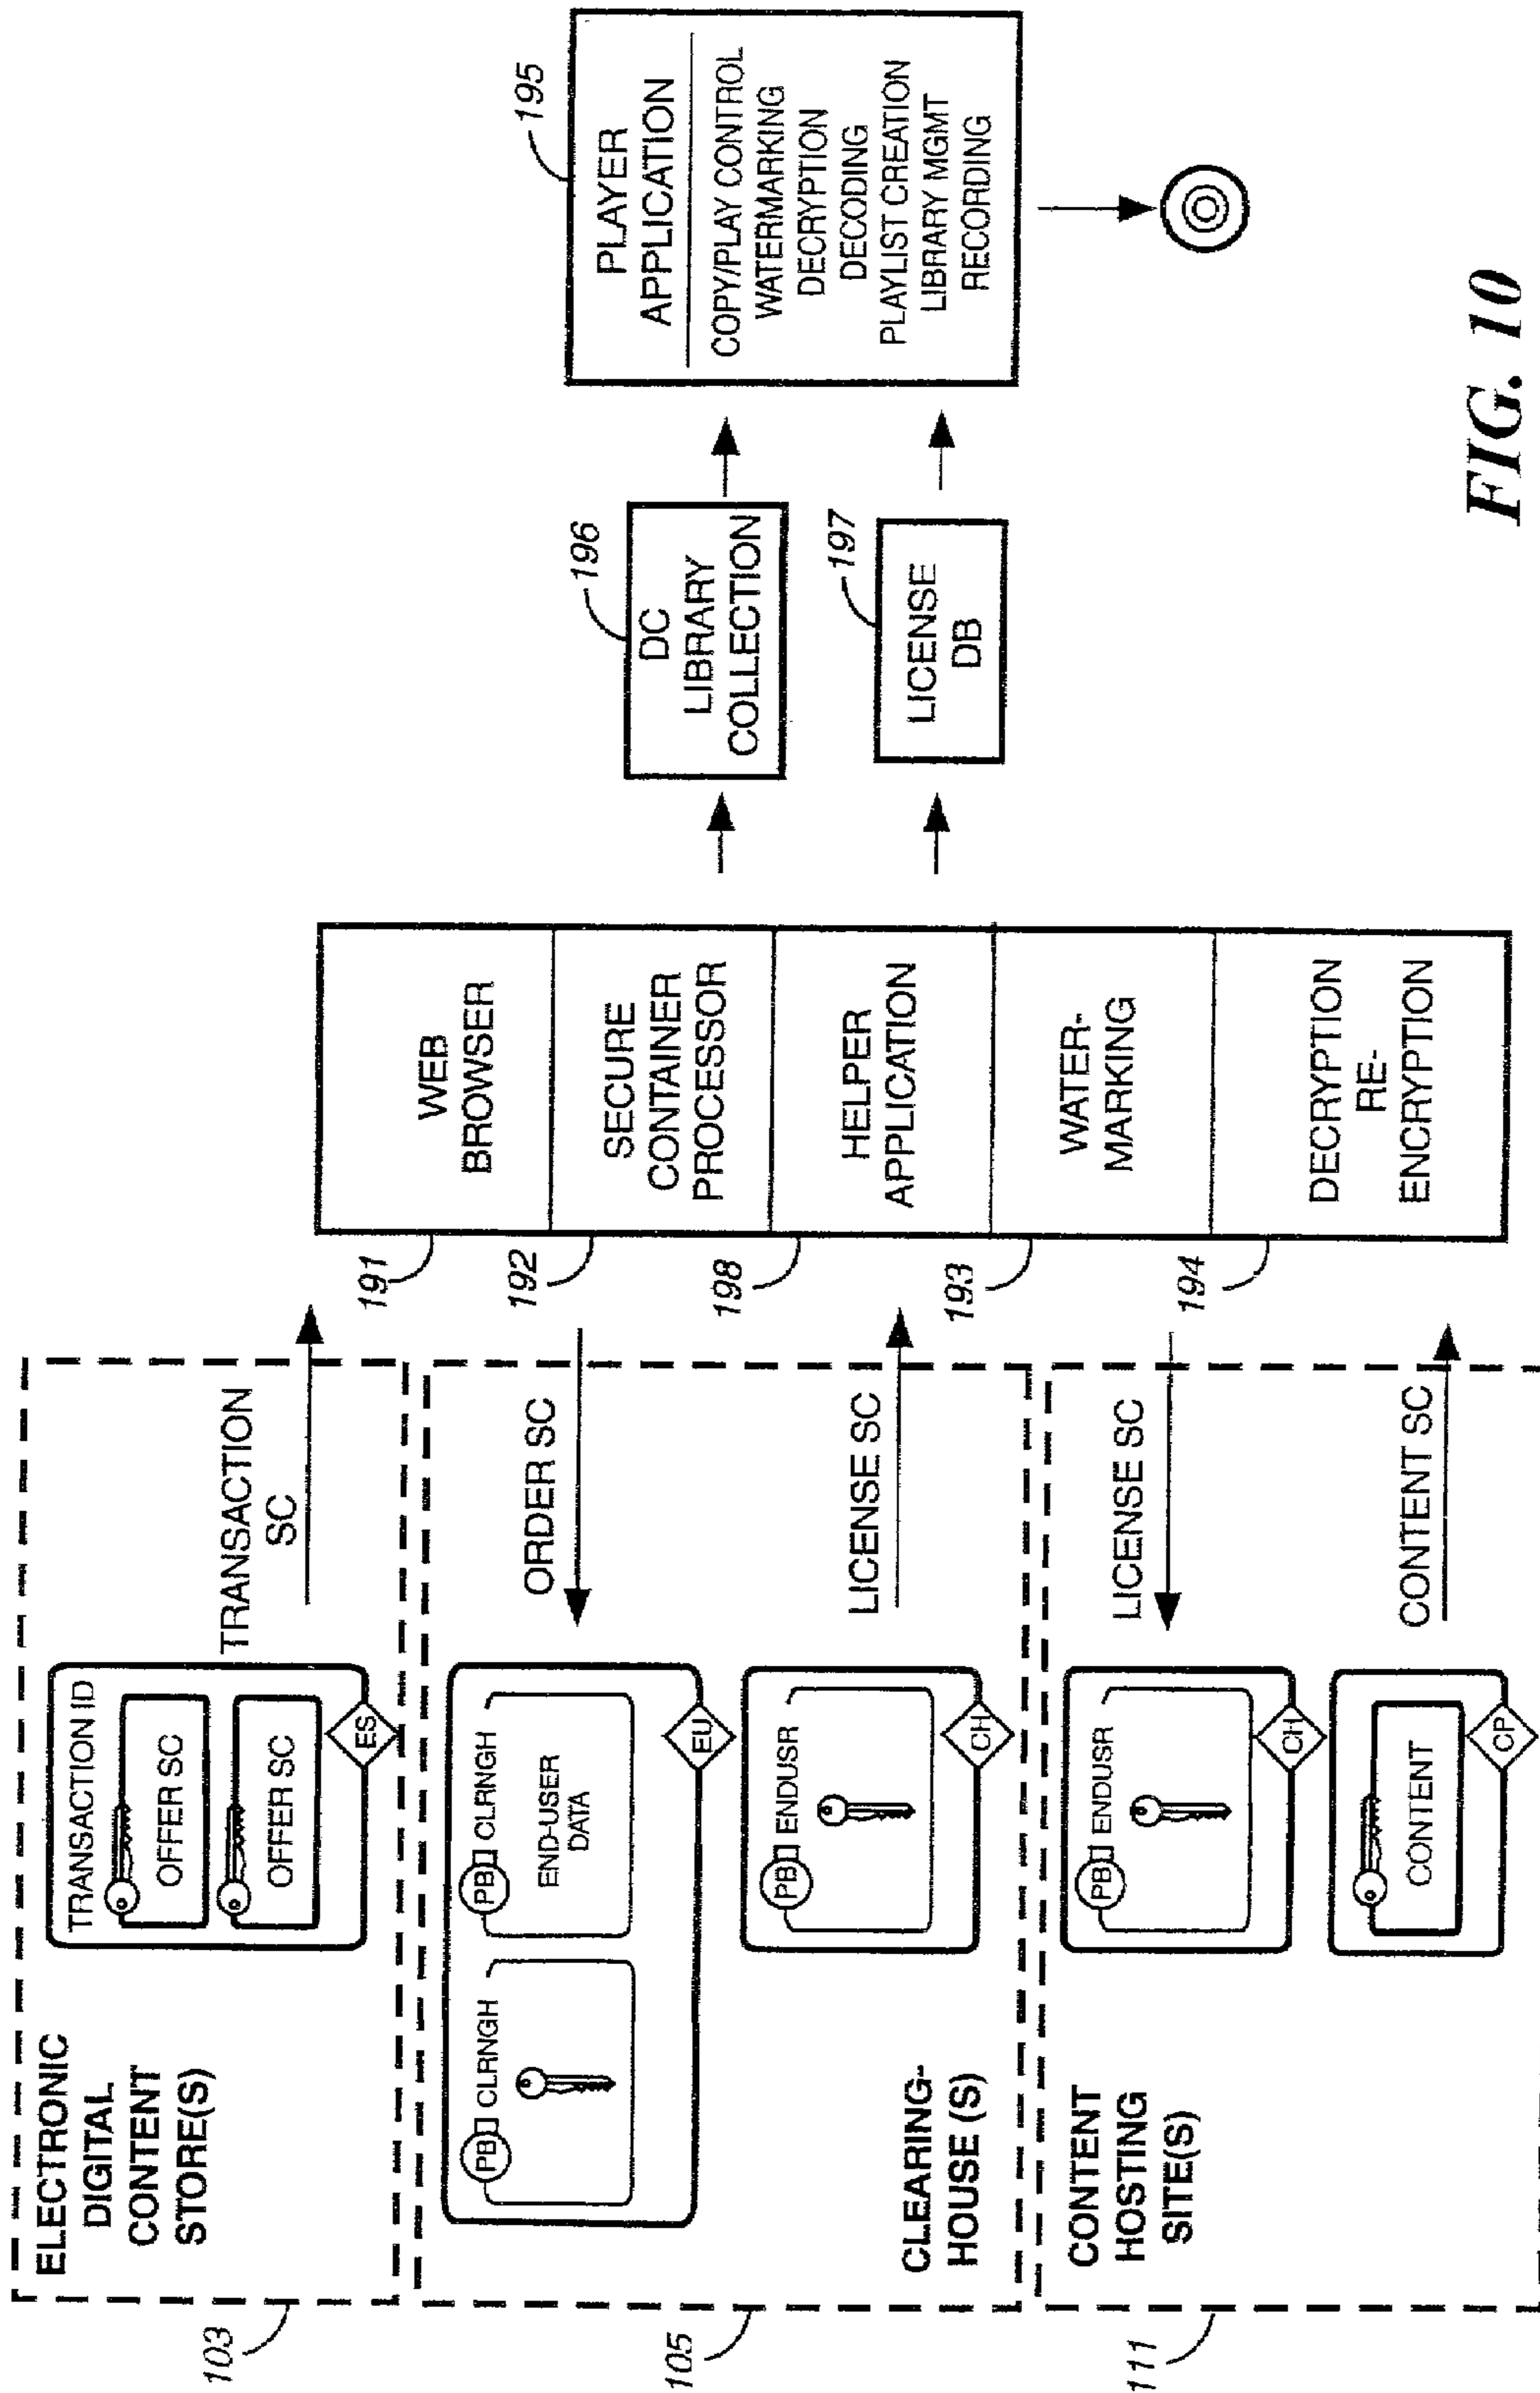 ELECTRONIC
DIGITAL
CONTENT
STORE(S)
103
TRANSACTION ID
OFFER SC
OFFER SC
ES
TRANSACTION
SC
CLEARING-
HOUSE (S)
105
PB CLRNGH
PB CLRNGH
END-USER
DATA
EU
ORDER SC
PB ENDUSR
CH
LICENSE SC
CONTENT
HOSTING
SITE(S)
111
PB ENDUSR
CH
LICENSE SC
CONTENT
CP
CONTENT SC
191
WEB
BROWSER
192
SECURE
CONTAINER
PROCESSOR
198
HELPER
APPLICATION
193
WATER-
MARKING
194
DECRYPTION
RE-
ENCRYPTION
196
DC
LIBRARY
COLLECTION
197
LICENSE
DB
195
PLAYER
APPLICATION
COPY/PLAY CONTROL
WATERMARKING
DECRYPTION
DECODING
PLAYLIST CREATION
LIBRARY MGMT
RECORDING
FIG. 10